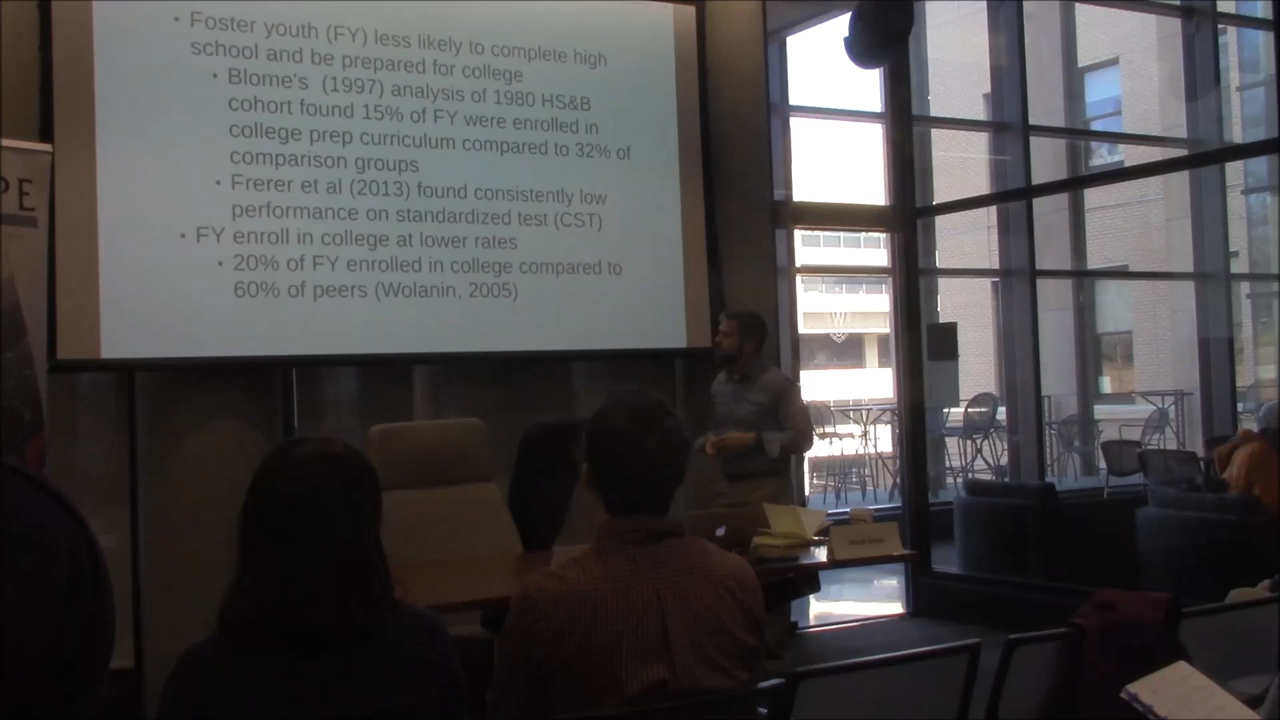 • Foster youth (FY) less likely to complete high
school and be prepared for college
• Blome's (1997) analysis of 1980 HS&B
cohort found 15% of FY were enrolled in
college prep curriculum compared to 32% of
comparison groups
• Frerer et al (2013) found consistently low
performance on standardized test (CST)
• FY enroll in college at lower rates
• 20% of FY enrolled in college compared to
60% of peers (Wolanin, 2005)
PE
W